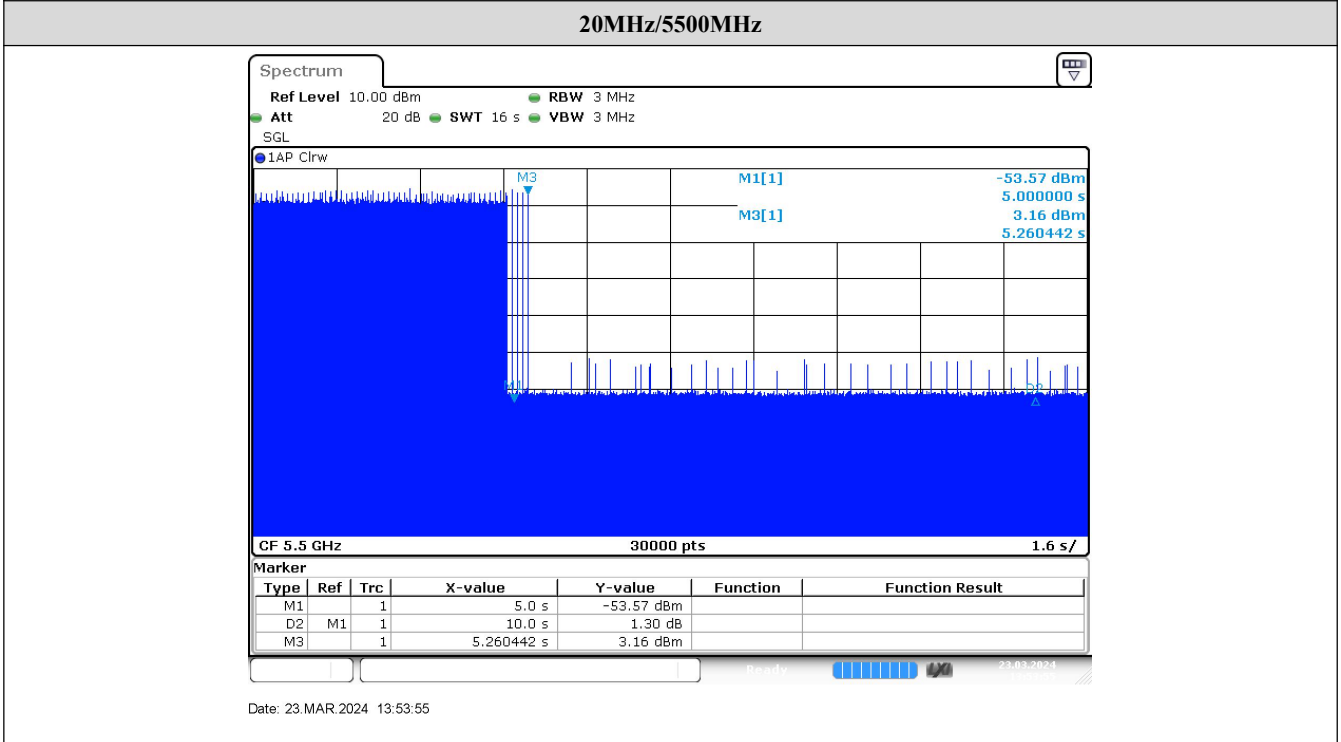 20MHz/5500MHz
Spectrum
Ref Level 10.00 dBm RBW 3 MHz
Att 20 dB SWT 16 s VBW 3 MHz
SGL
1AP Clrw
M3 M1[1] -53.57 dBm
5.000000 s
M3[1] 3.16 dBm
5.260442 s
CF 5.5 GHz 30000 pts 1.6 s/
Marker
Type Ref Trc X-value Y-value Function Function Result
M1 1 5.0 s -53.57 dBm
D2 M1 1 10.0 s 1.30 dB
M3 1 5.260442 s 3.16 dBm
Ready LXI 23.03.2024
Date: 23.MAR.2024 13:53:55